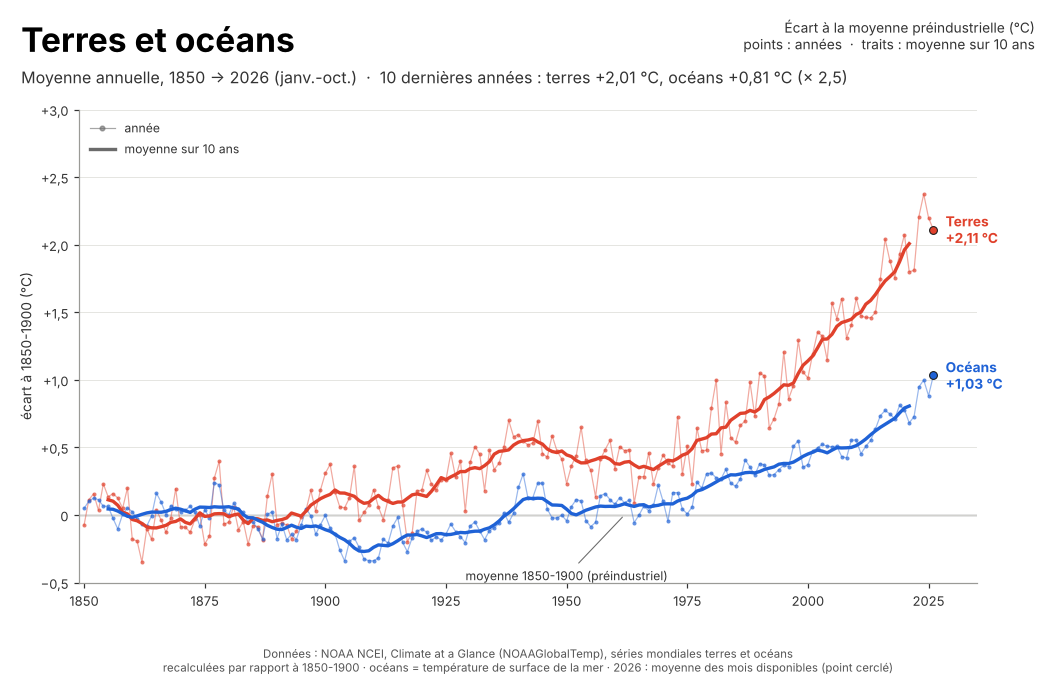 Terres et océans
Écart à la moyenne préindustrielle (°C)
points : années · traits : moyenne sur 10 ans
Moyenne annuelle, 1850 → 2026 (janv.-oct.) · 10 dernières années : terres +2,01 °C, océans +0,81 °C (× 2,5)
+3,0
année
moyenne sur 10 ans
+2,5
Terres
+2,11 °C
+2,0
écart à 1850-1900 (°C)
+1,5
Océans
+1,03 °C
+1,0
+0,5
0
moyenne 1850-1900 (préindustriel)
−0,5
1850 1875 1900 1925 1950 1975 2000 2025
Données : NOAA NCEI, Climate at a Glance (NOAAGlobalTemp), séries mondiales terres et océans
recalculées par rapport à 1850-1900 · océans = température de surface de la mer · 2026 : moyenne des mois disponibles (point cerclé)